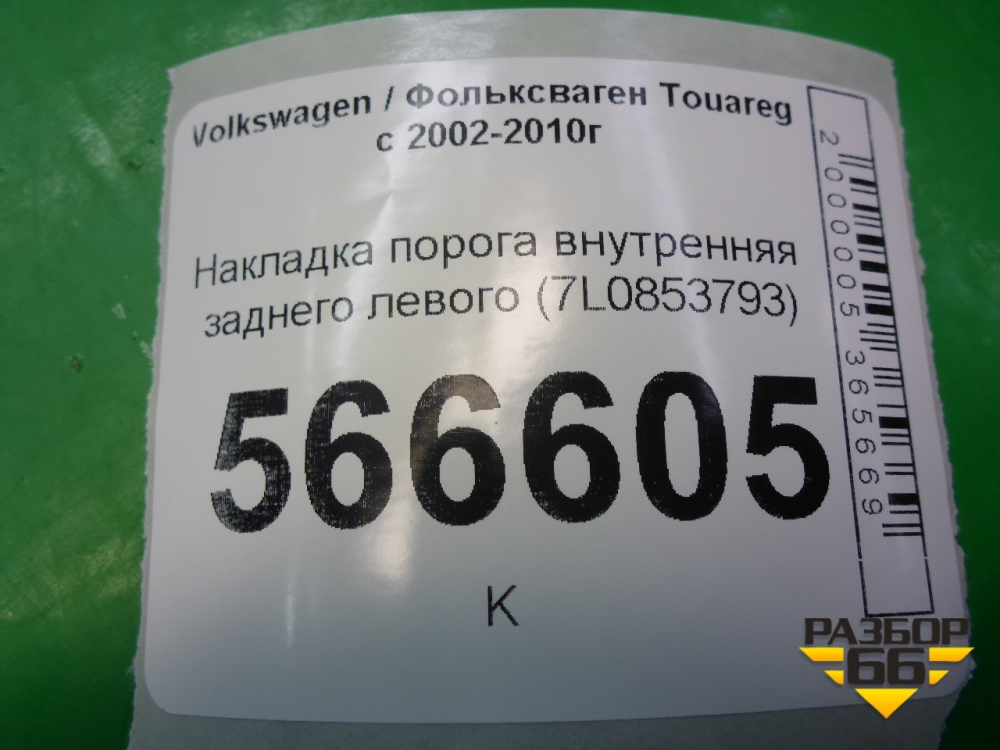 Volkswagen / Фольксваген Touareg
с 2002-2010г
Накладка порога внутренняя
заднего левого (7L0853793)
566605
К
2000005365669
РАЗБОР
66